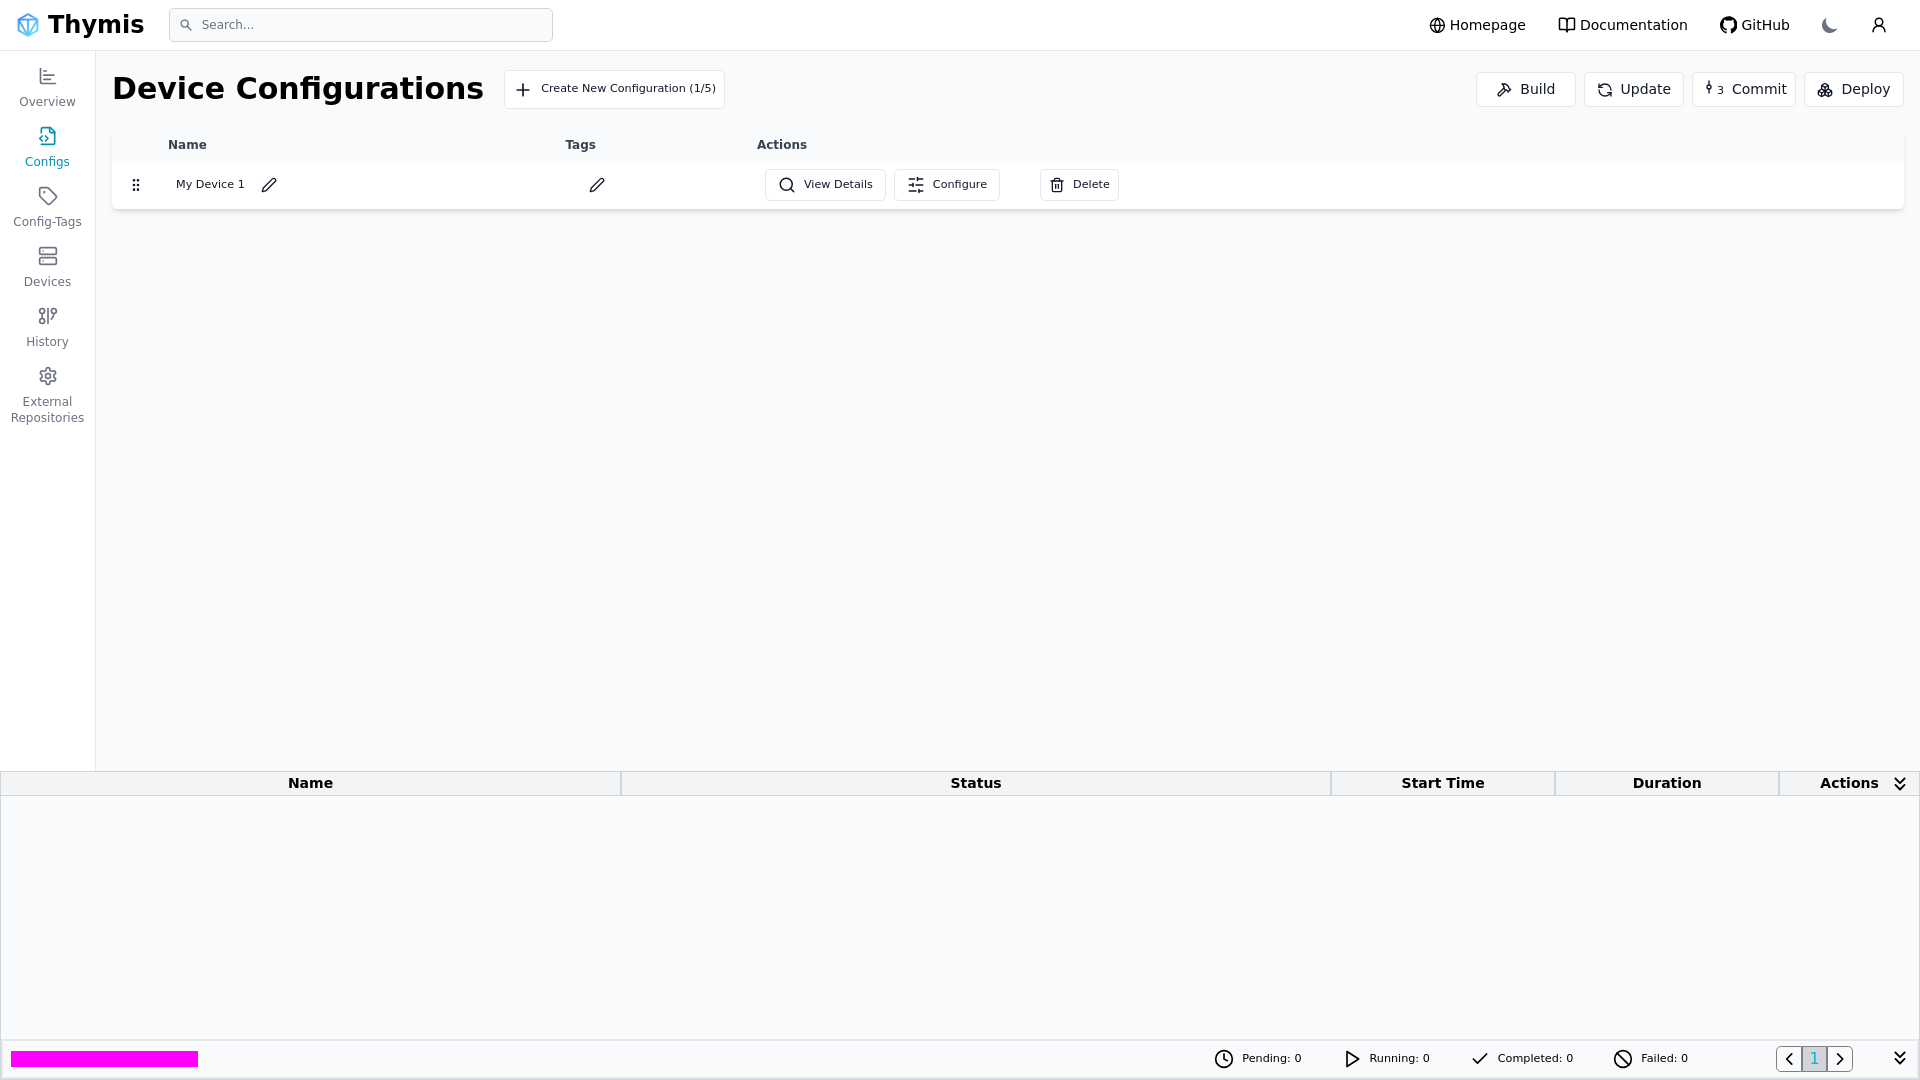 Thymis
Search...
Homepage
Documentation
GitHub
Overview
Configs
Config-Tags
Devices
History
External
Repositories
Device Configurations
Create New Configuration (1/5)
Build
Update
3 Commit
Deploy
Name Tags Actions
My Device 1
View Details
Configure
Delete
Name Status Start Time Duration Actions
Pending: 0
Running: 0
Completed: 0
Failed: 0
1